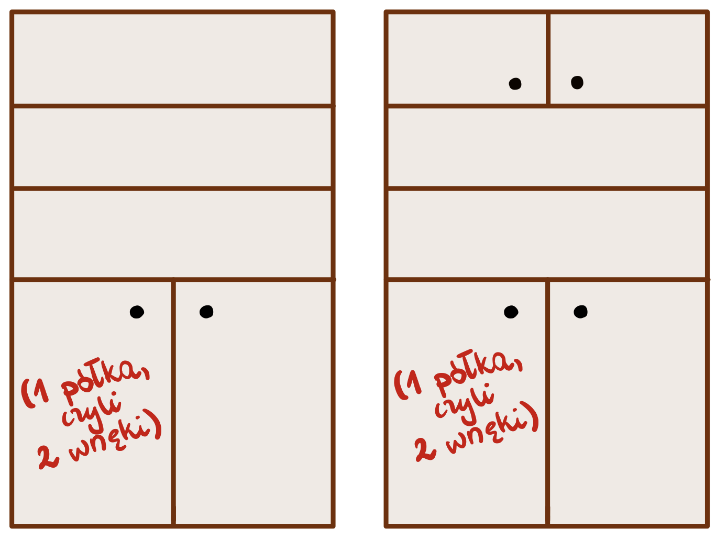 (1 półka,
czyli
2 wnęki)
(1 półka,
czyli
2 wnęki)